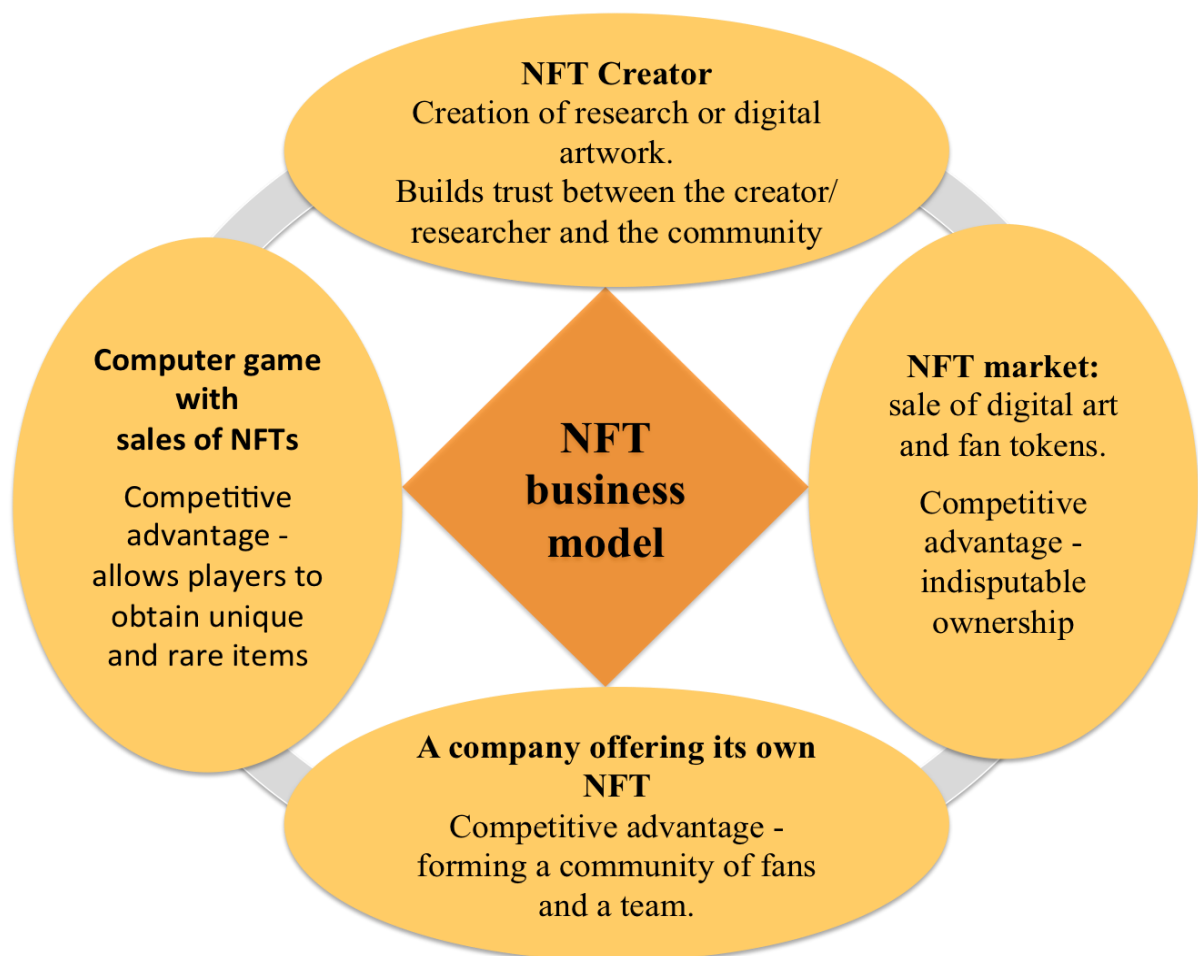 NFT Creator
Creation of research or digital
artwork.
Builds trust between the creator/
researcher and the community
Computer game
with
sales of NFTs
Competitive
advantage -
allows players to
obtain unique
and rare items
NFT
business
model
NFT market:
sale of digital art
and fan tokens.
Competitive
advantage -
indisputable
ownership
A company offering its own
NFT
Competitive advantage -
forming a community of fans
and a team.